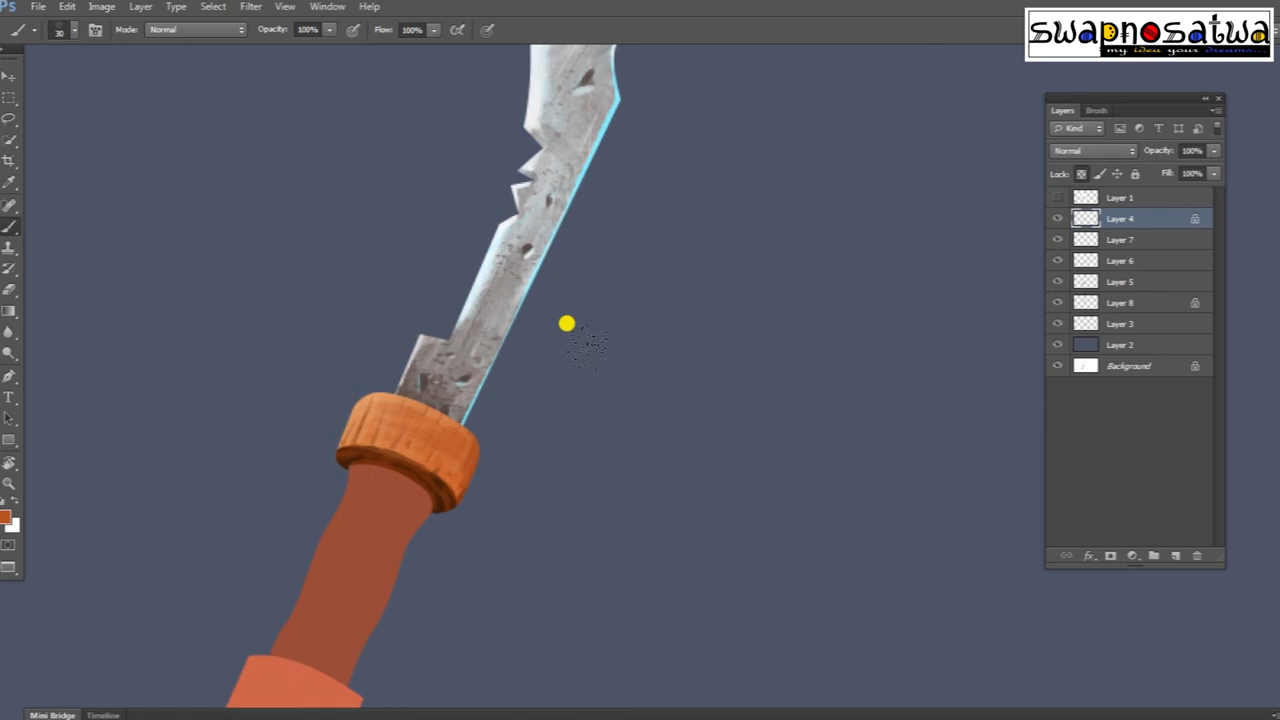 Ps File Edit Image Layer Type Select Filter View Window Help
30 Mode: Normal Opacity: 100% Flow: 100%
swapnosatwa
my idea your dreams...
Layers Brush
Kind T
Normal Opacity: 100%
Lock: Fill: 100%
Layer 1
Layer 4
Layer 7
Layer 6
Layer 5
Layer 8
Layer 3
Layer 2
Background
fx
T
Mini Bridge Timeline